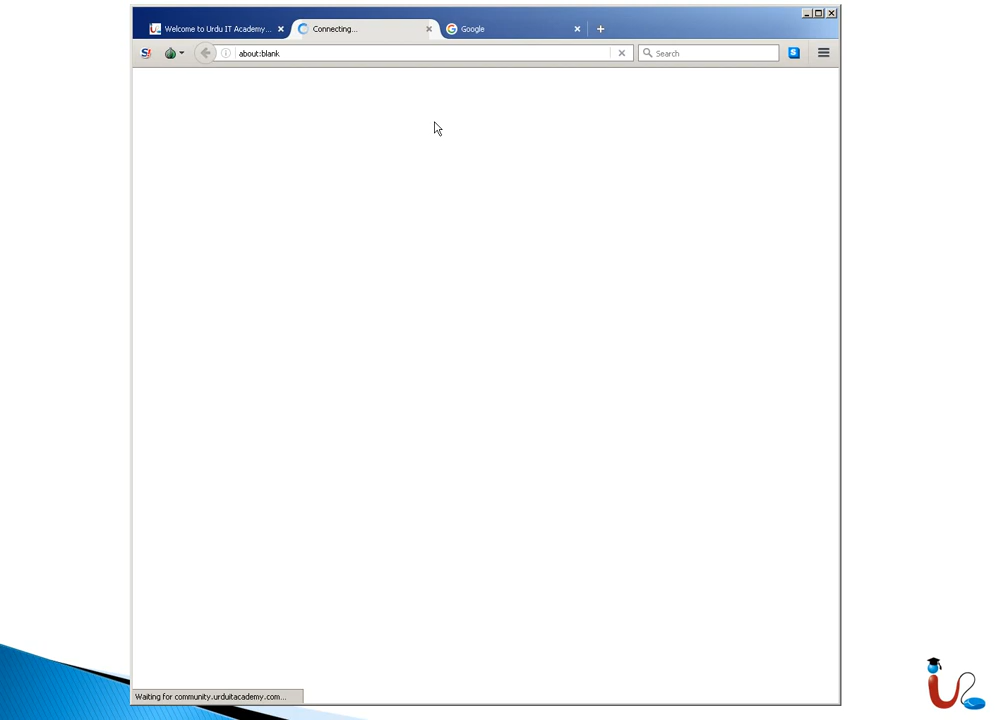 Welcome to Urdu IT Academy...
Connecting...
Google
about:blank
Search
Waiting for community.urduitacademy.com...